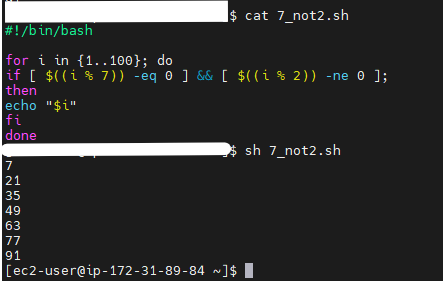 $ cat 7_not2.sh
#!/bin/bash
for i in {1..100}; do
if [ $((i % 7)) -eq 0 ] && [ $((i % 2)) -ne 0 ];
then
echo "$i"
fi
done
$ sh 7_not2.sh
7
21
35
49
63
77
91
[ec2-user@ip-172-31-89-84 ~]$